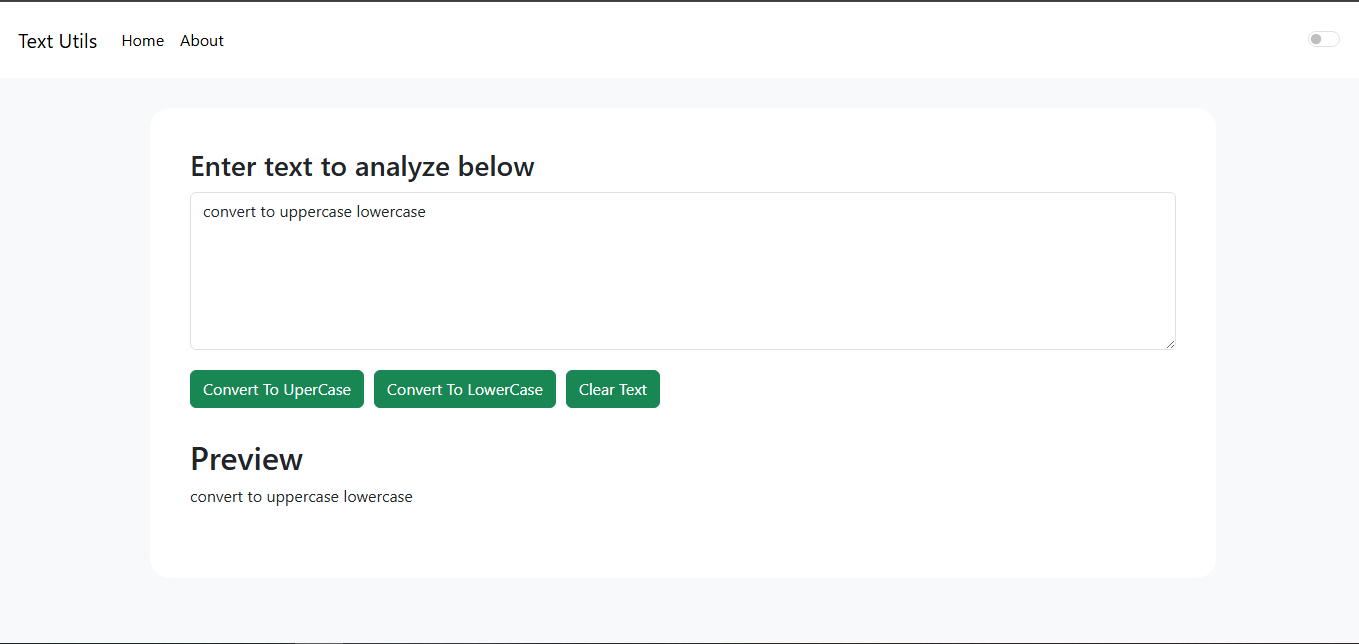 Text Utils Home About
Enter text to analyze below
convert to uppercase lowercase
Convert To UperCase Convert To LowerCase Clear Text
Preview
convert to uppercase lowercase